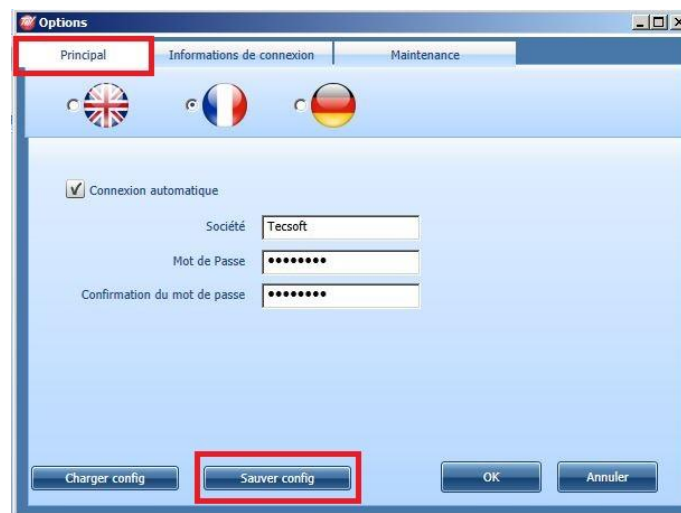 Options
Principal Informations de connexion Maintenance
Connexion automatique
Société Tecsoft
Mot de Passe ••••••••
Confirmation du mot de passe ••••••••
Charger config Sauver config OK Annuler